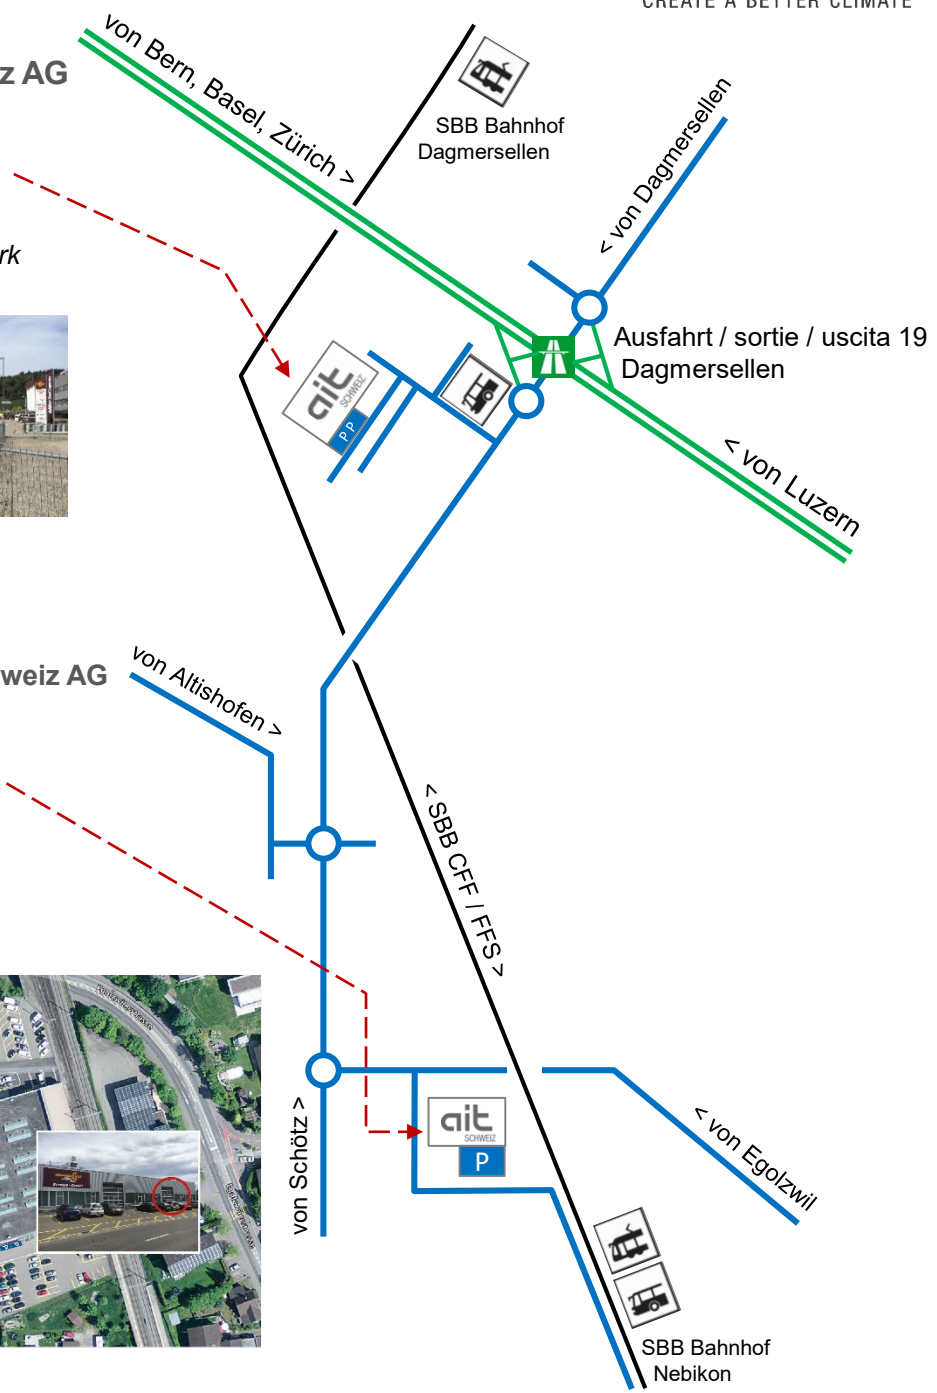 CREATE A BETTER CLIMATE
z AG
von Bern, Basel, Zürich >
SBB Bahnhof
Dagmersellen
< von Dagmersellen
rk
Ausfahrt / sortie / uscita 19
Dagmersellen
ait
SCHWEIZ
P P
< von Luzern
weiz AG
von Altishofen >
< SBB CFF / FFS >
von Schötz >
ait
SCHWEIZ
P
< von Egolzwil
SBB Bahnhof
Nebikon